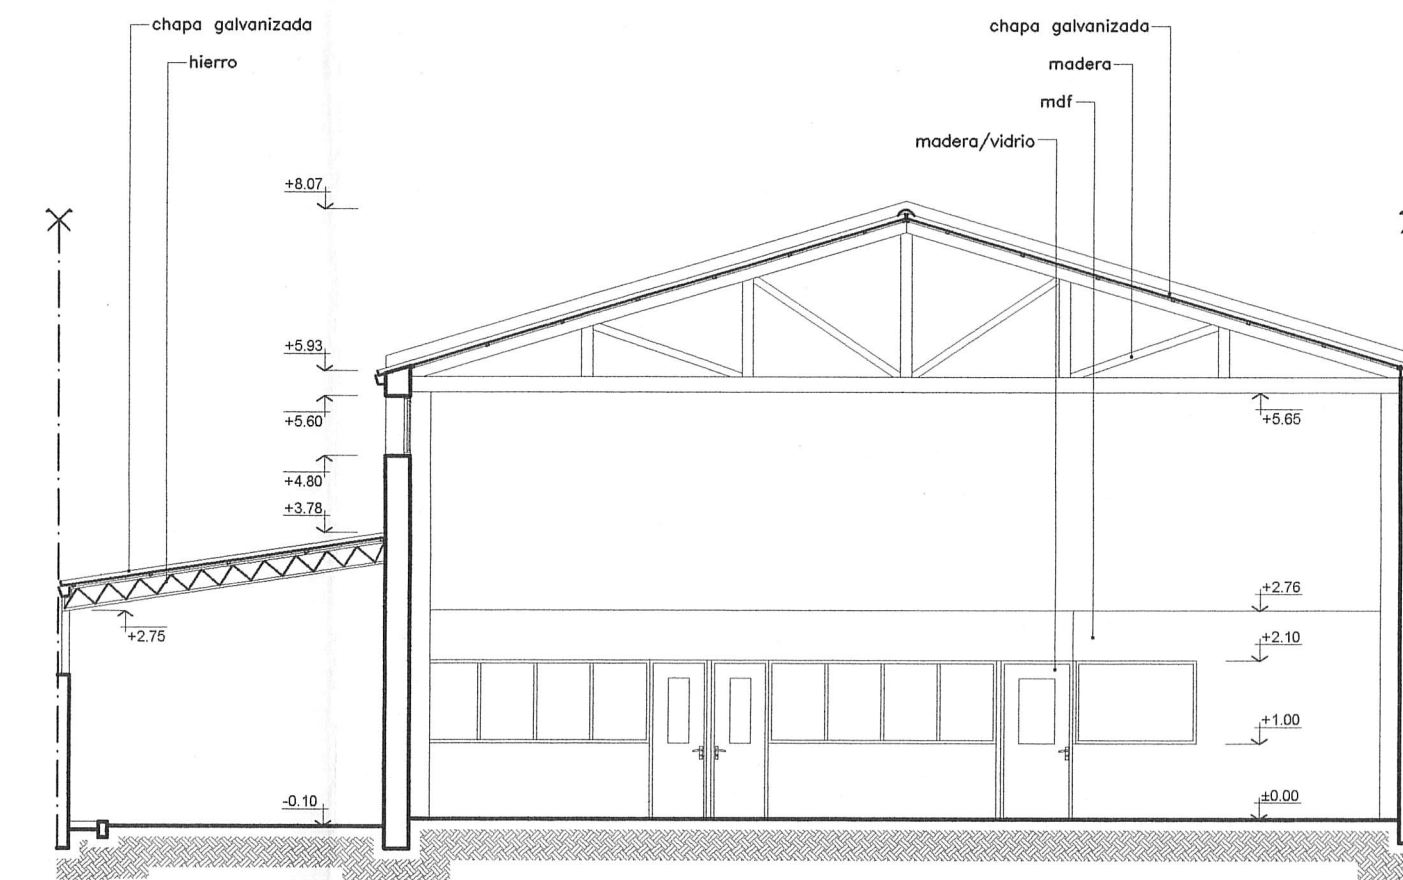 chapa galvanizada
hierro
chapa galvanizada
madera
mdf
madera/vidrio
+8.07
+5.93
+5.60
+4.80
+3.78
+2.75
-0.10
+5.65
+2.76
+2.10
+1.00
±0.00